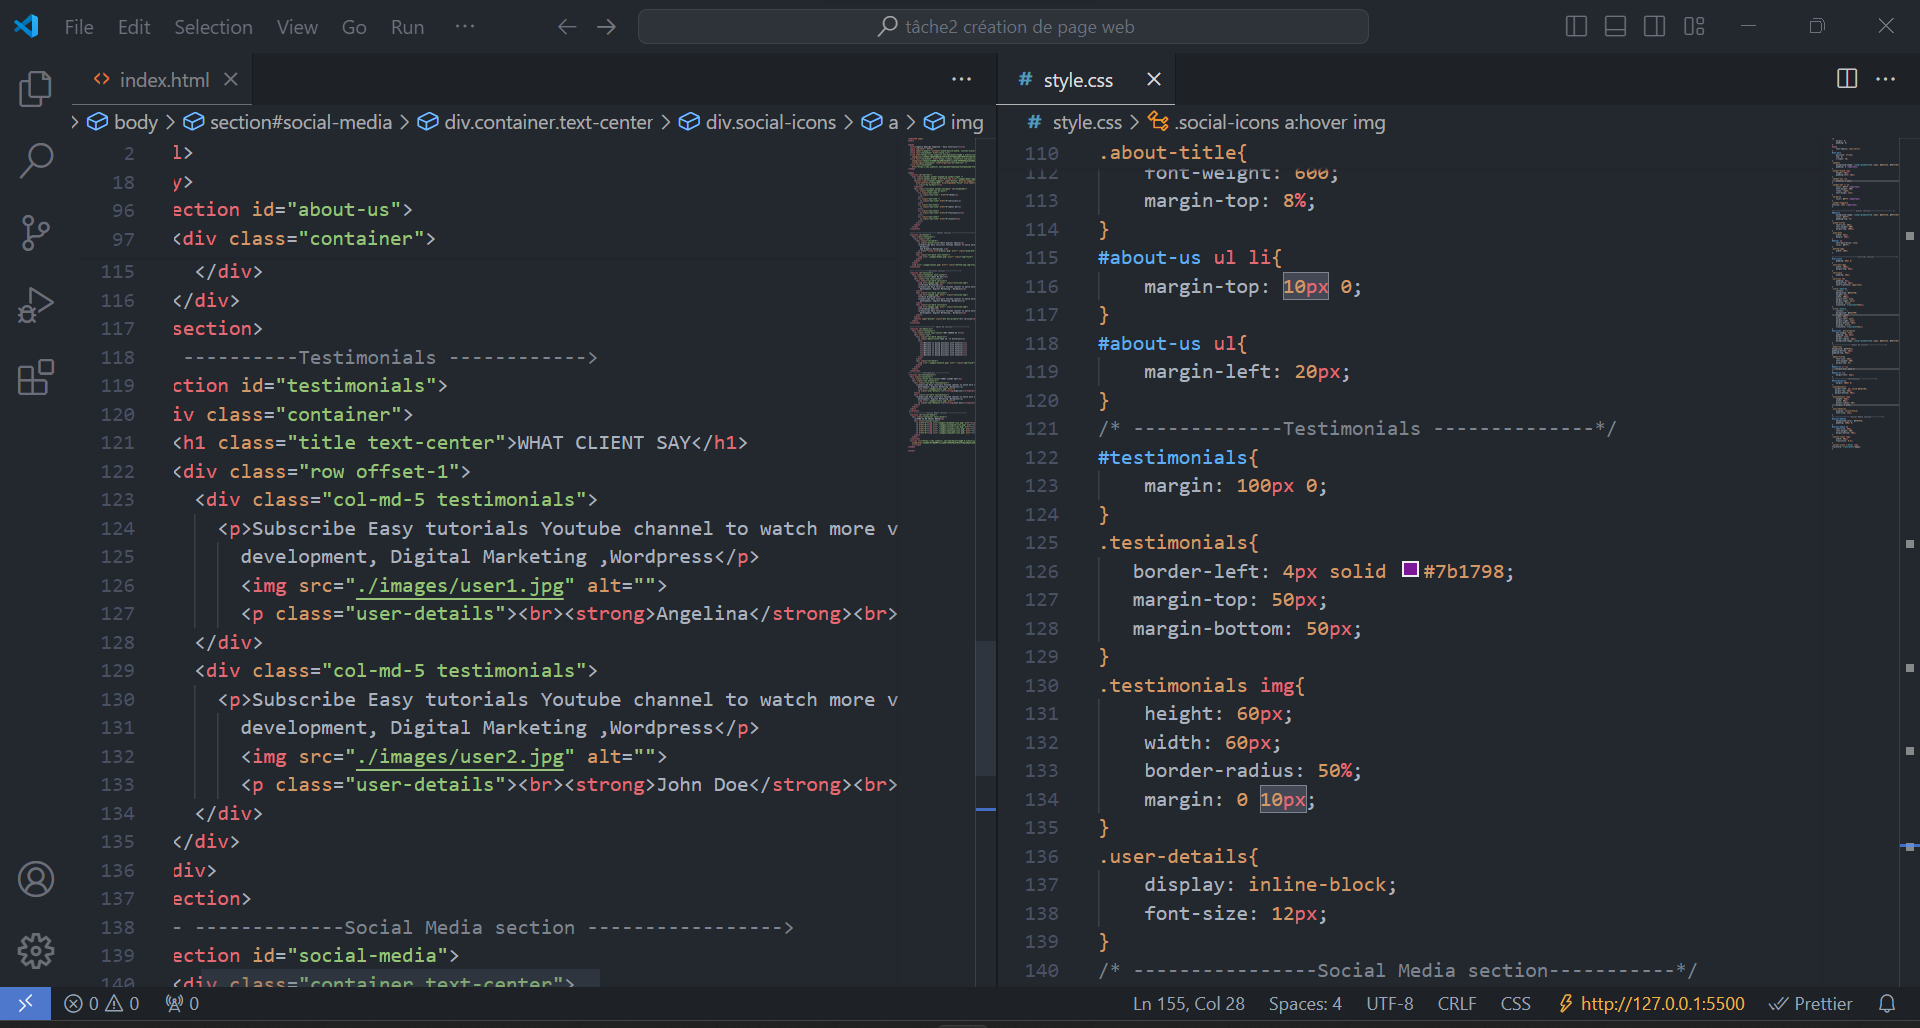 File Edit Selection View Go Run ··· tâche2 création de page web
index.html
body > section#social-media > div.container.text-center > div.social-icons > a > img
2 l>
18 y>
96 ection id="about-us">
97 <div class="container">
115 </div>
116 </div>
117 section>
118 ----------Testimonials ------------>
119 ction id="testimonials">
120 iv class="container">
121 <h1 class="title text-center">WHAT CLIENT SAY</h1>
122 <div class="row offset-1">
123 <div class="col-md-5 testimonials">
124 <p>Subscribe Easy tutorials Youtube channel to watch more v
125 development, Digital Marketing ,Wordpress</p>
126 <img src="./images/user1.jpg" alt="">
127 <p class="user-details"><br><strong>Angelina</strong><br>
128 </div>
129 <div class="col-md-5 testimonials">
130 <p>Subscribe Easy tutorials Youtube channel to watch more v
131 development, Digital Marketing ,Wordpress</p>
132 <img src="./images/user2.jpg" alt="">
133 <p class="user-details"><br><strong>John Doe</strong><br>
134 </div>
135 </div>
136 div>
137 ection>
138 - -------------Social Media section ----------------->
139 ection id="social-media">
140 <div class="container text-center">
# style.css
# style.css > .social-icons a:hover img
110 .about-title{
112 font-weight: 600;
113 margin-top: 8%;
114 }
115 #about-us ul li{
116 margin-top: 10px 0;
117 }
118 #about-us ul{
119 margin-left: 20px;
120 }
121 /* -------------Testimonials --------------*/
122 #testimonials{
123 margin: 100px 0;
124 }
125 .testimonials{
126 border-left: 4px solid #7b1798;
127 margin-top: 50px;
128 margin-bottom: 50px;
129 }
130 .testimonials img{
131 height: 60px;
132 width: 60px;
133 border-radius: 50%;
134 margin: 0 10px;
135 }
136 .user-details{
137 display: inline-block;
138 font-size: 12px;
139 }
140 /* ----------------Social Media section-----------*/
0 0 0 Ln 155, Col 28 Spaces: 4 UTF-8 CRLF CSS http://127.0.0.1:5500 Prettier